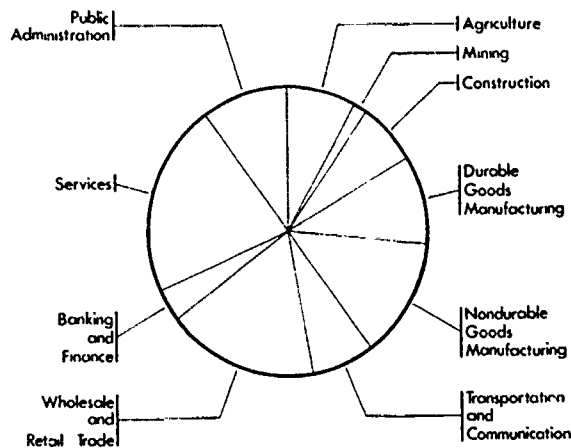 Public
Administration
Agriculture
Mining
Construction
Services
Durable
Goods
Manufacturing
Banking
and
Finance
Nondurable
Goods
Manufacturing
Wholesale
and
Retail Trade
Transportation
and
Communication